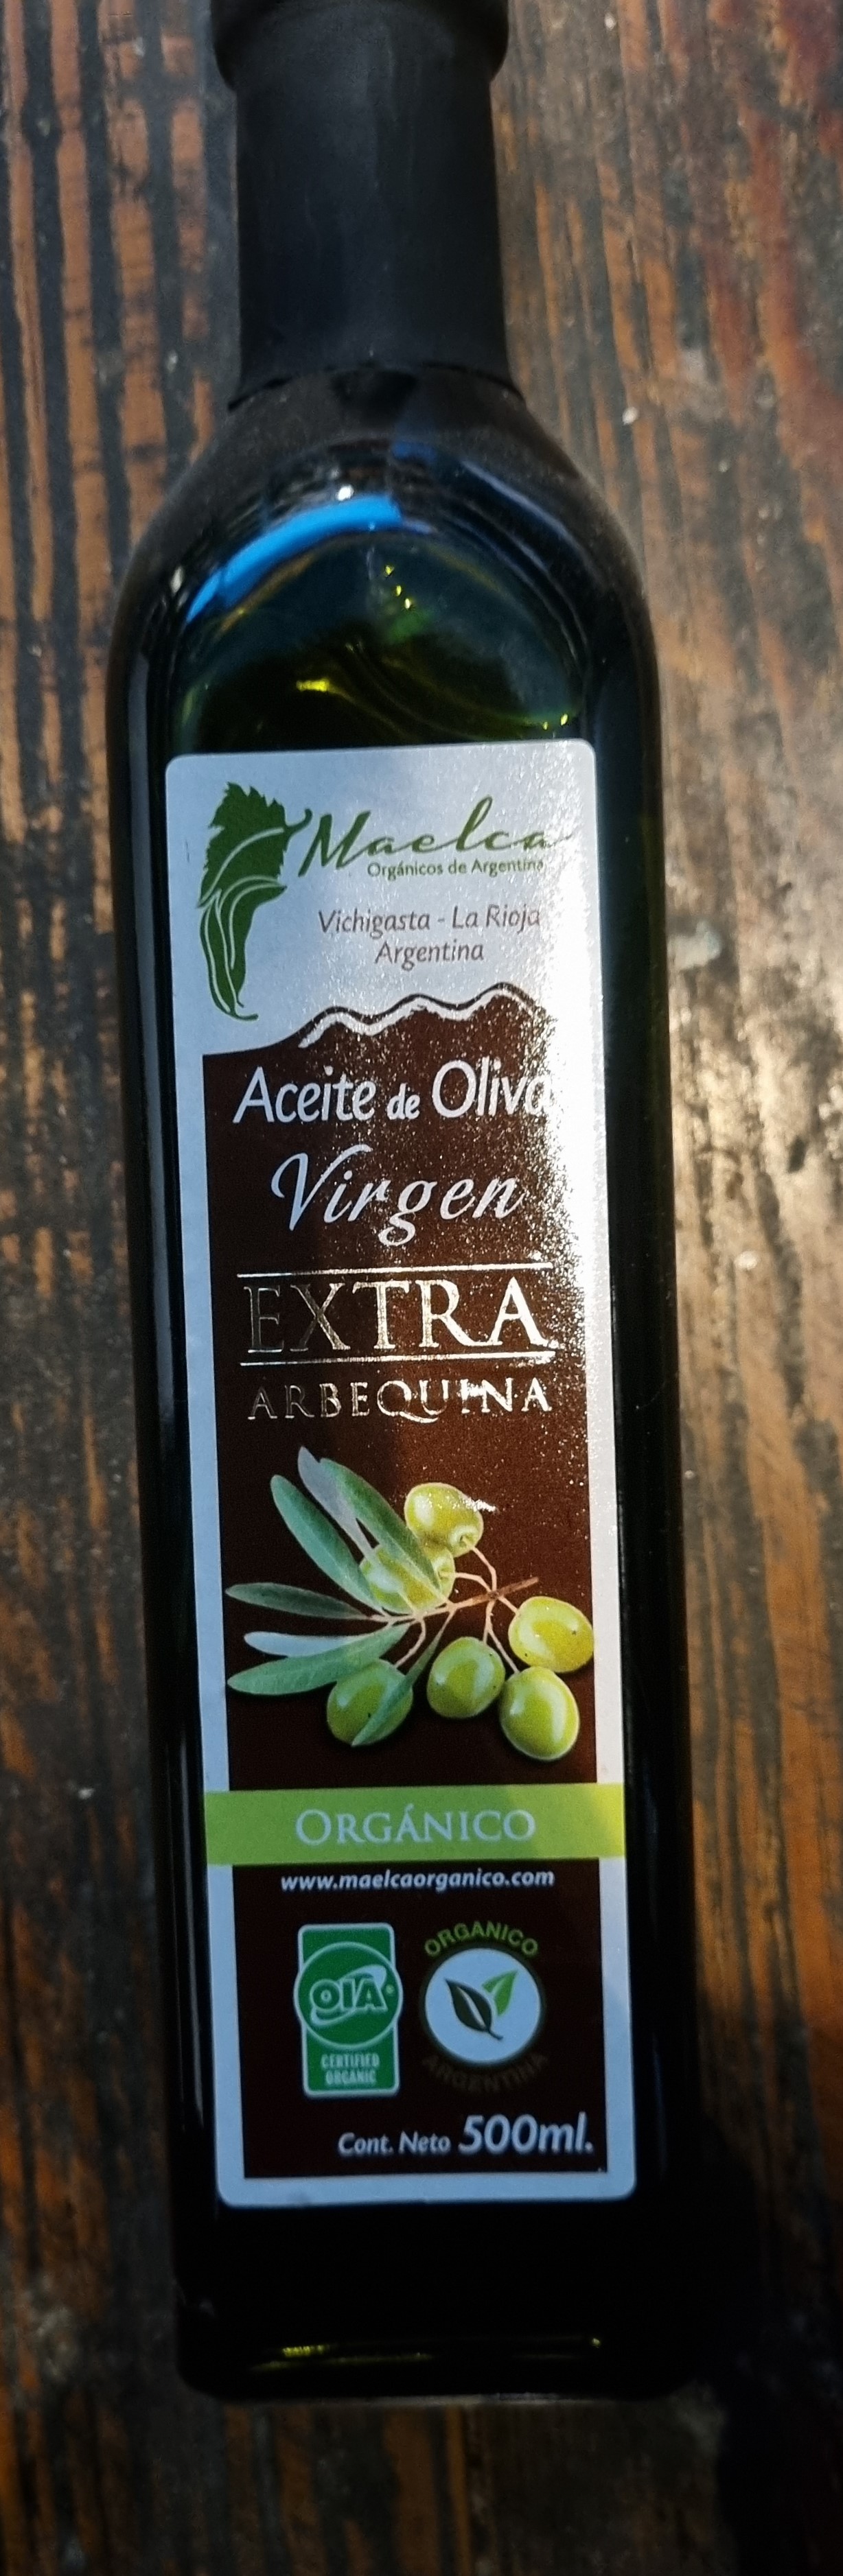 Maelca
Orgánicos de Argentina
Vichigasta - La Rioja
Argentina
Aceite de Oliva
Virgen
EXTRA
ARBEQUINA
ORGÁNICO
www.maelcaorganico.com
OIA
CERTIFIED
ORGANIC
ORGANICO
ARGENTINA
Cont. Neto 500ml.